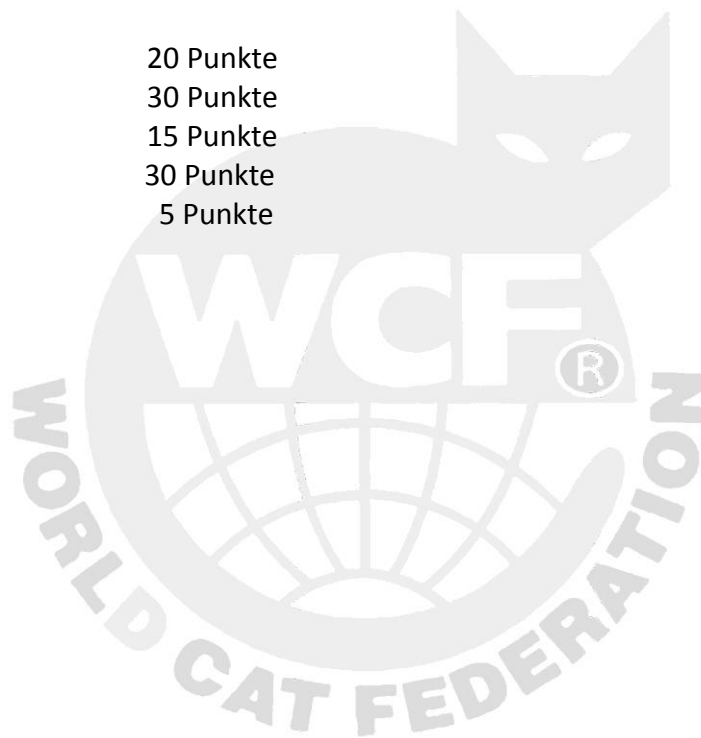 20 Punkte
30 Punkte
15 Punkte
30 Punkte
5 Punkte
WCF®
WORLD CAT FEDERATION